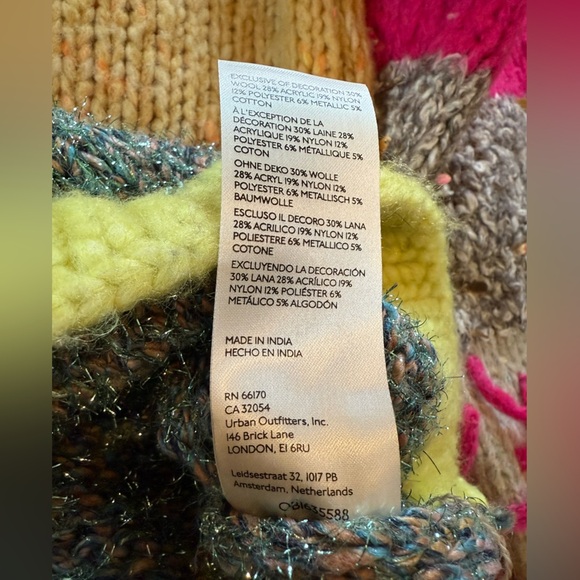 EXCLUSIVE OF DECORATION 30%
WOOL 28% ACRYLIC 19% NYLON
12% POLYESTER 6% METALLIC 5%
COTTON
À L'EXCEPTION DE LA
DÉCORATION 30% LAINE 28%
ACRYLIQUE 19% NYLON 12%
POLYESTER 6% MÉTALLIQUE 5%
COTON
OHNE DEKO 30% WOLLE
28% ACRYL 19% NYLON 12%
POLYESTER 6% METALLISCH 5%
BAUMWOLLE
ESCLUSO IL DECORO 30% LANA
28% ACRILICO 19% NYLON 12%
POLIESTERE 6% METALLICO 5%
COTONE
EXCLUYENDO LA DECORACIÓN
30% LANA 28% ACRÍLICO 19%
NYLON 12% POLIÉSTER 6%
METÁLICO 5% ALGODÓN
MADE IN INDIA
HECHO EN INDIA
RN 66170
CA 32054
Urban Outfitters, Inc.
146 Brick Lane
LONDON, E1 6RU
Leidsestraat 32, 1017 PB
Amsterdam, Netherlands